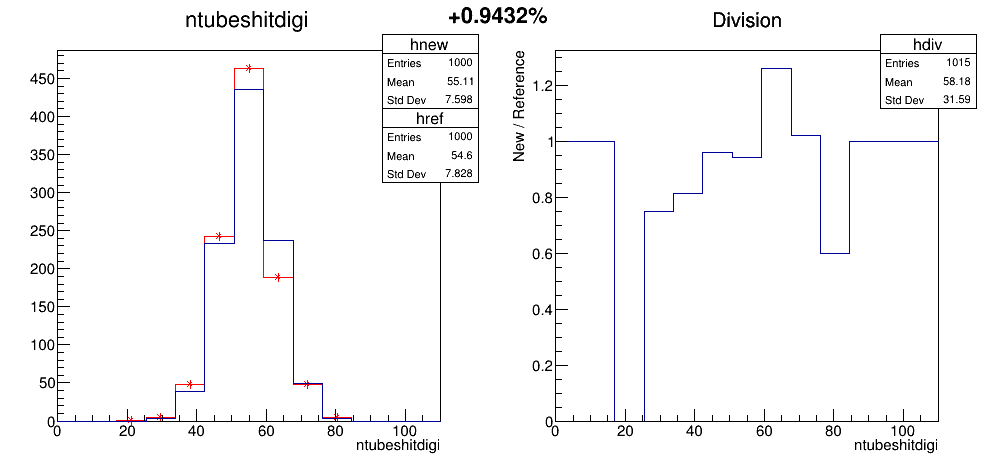 ntubeshitdigi
+0.9432%
Division
hnew
Entries 1000
Mean 55.11
Std Dev 7.598
href
Entries 1000
Mean 54.6
Std Dev 7.828
450
400
350
300
250
200
150
100
50
0
0 20 40 60 80 100
ntubeshitdigi
hdiv
Entries 1015
Mean 58.18
Std Dev 31.59
New / Reference
1.2
1
0.8
0.6
0.4
0.2
0
0 20 40 60 80 100
ntubeshitdigi